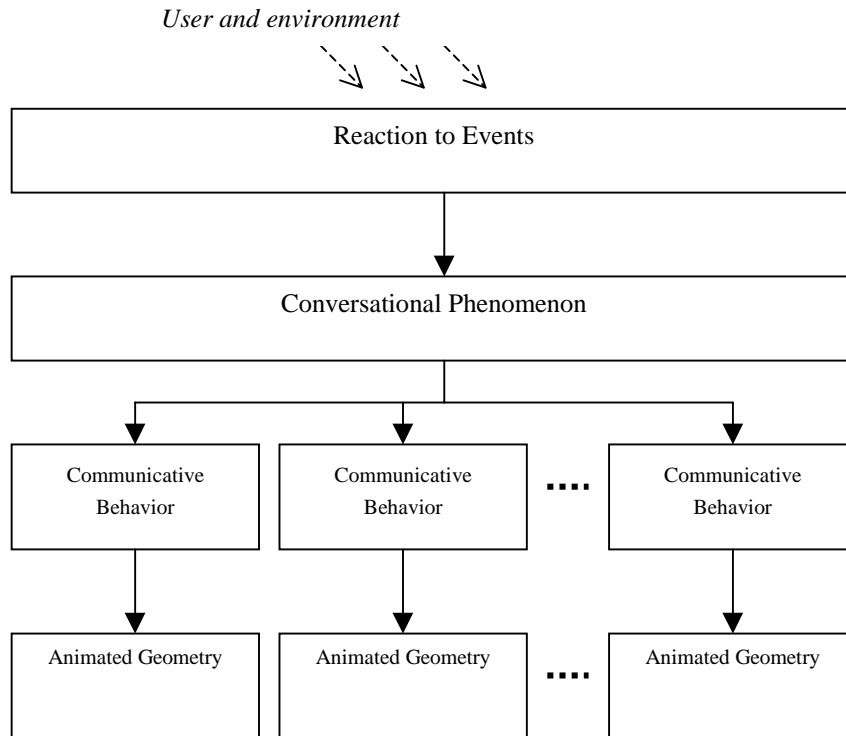 User and environment
Reaction to Events
Conversational Phenomenon
Communicative
Behavior
Communicative
Behavior
....
Communicative
Behavior
Animated Geometry
Animated Geometry
....
Animated Geometry